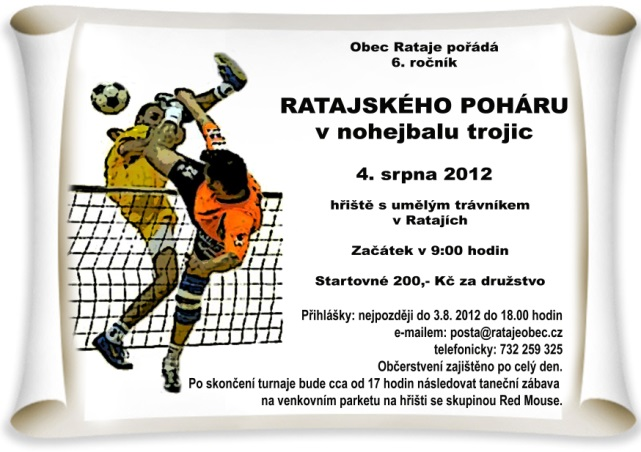 Obec Rataje pořádá
6. ročník
RATAJSKÉHO POHÁRU
v nohejbalu trojic
4. srpna 2012
hřiště s umělým trávníkem
v Ratajích
Začátek v 9:00 hodin
Startovné 200,- Kč za družstvo
Přihlášky: nejpozději do 3.8. 2012 do 18.00 hodin
e-mailem: posta@ratajeobec.cz
telefonicky: 732 259 325
Občerstvení zajištěno po celý den.
Po skončení turnaje bude cca od 17 hodin následovat taneční zábava
na venkovním parketu na hřišti se skupinou Red Mouse.